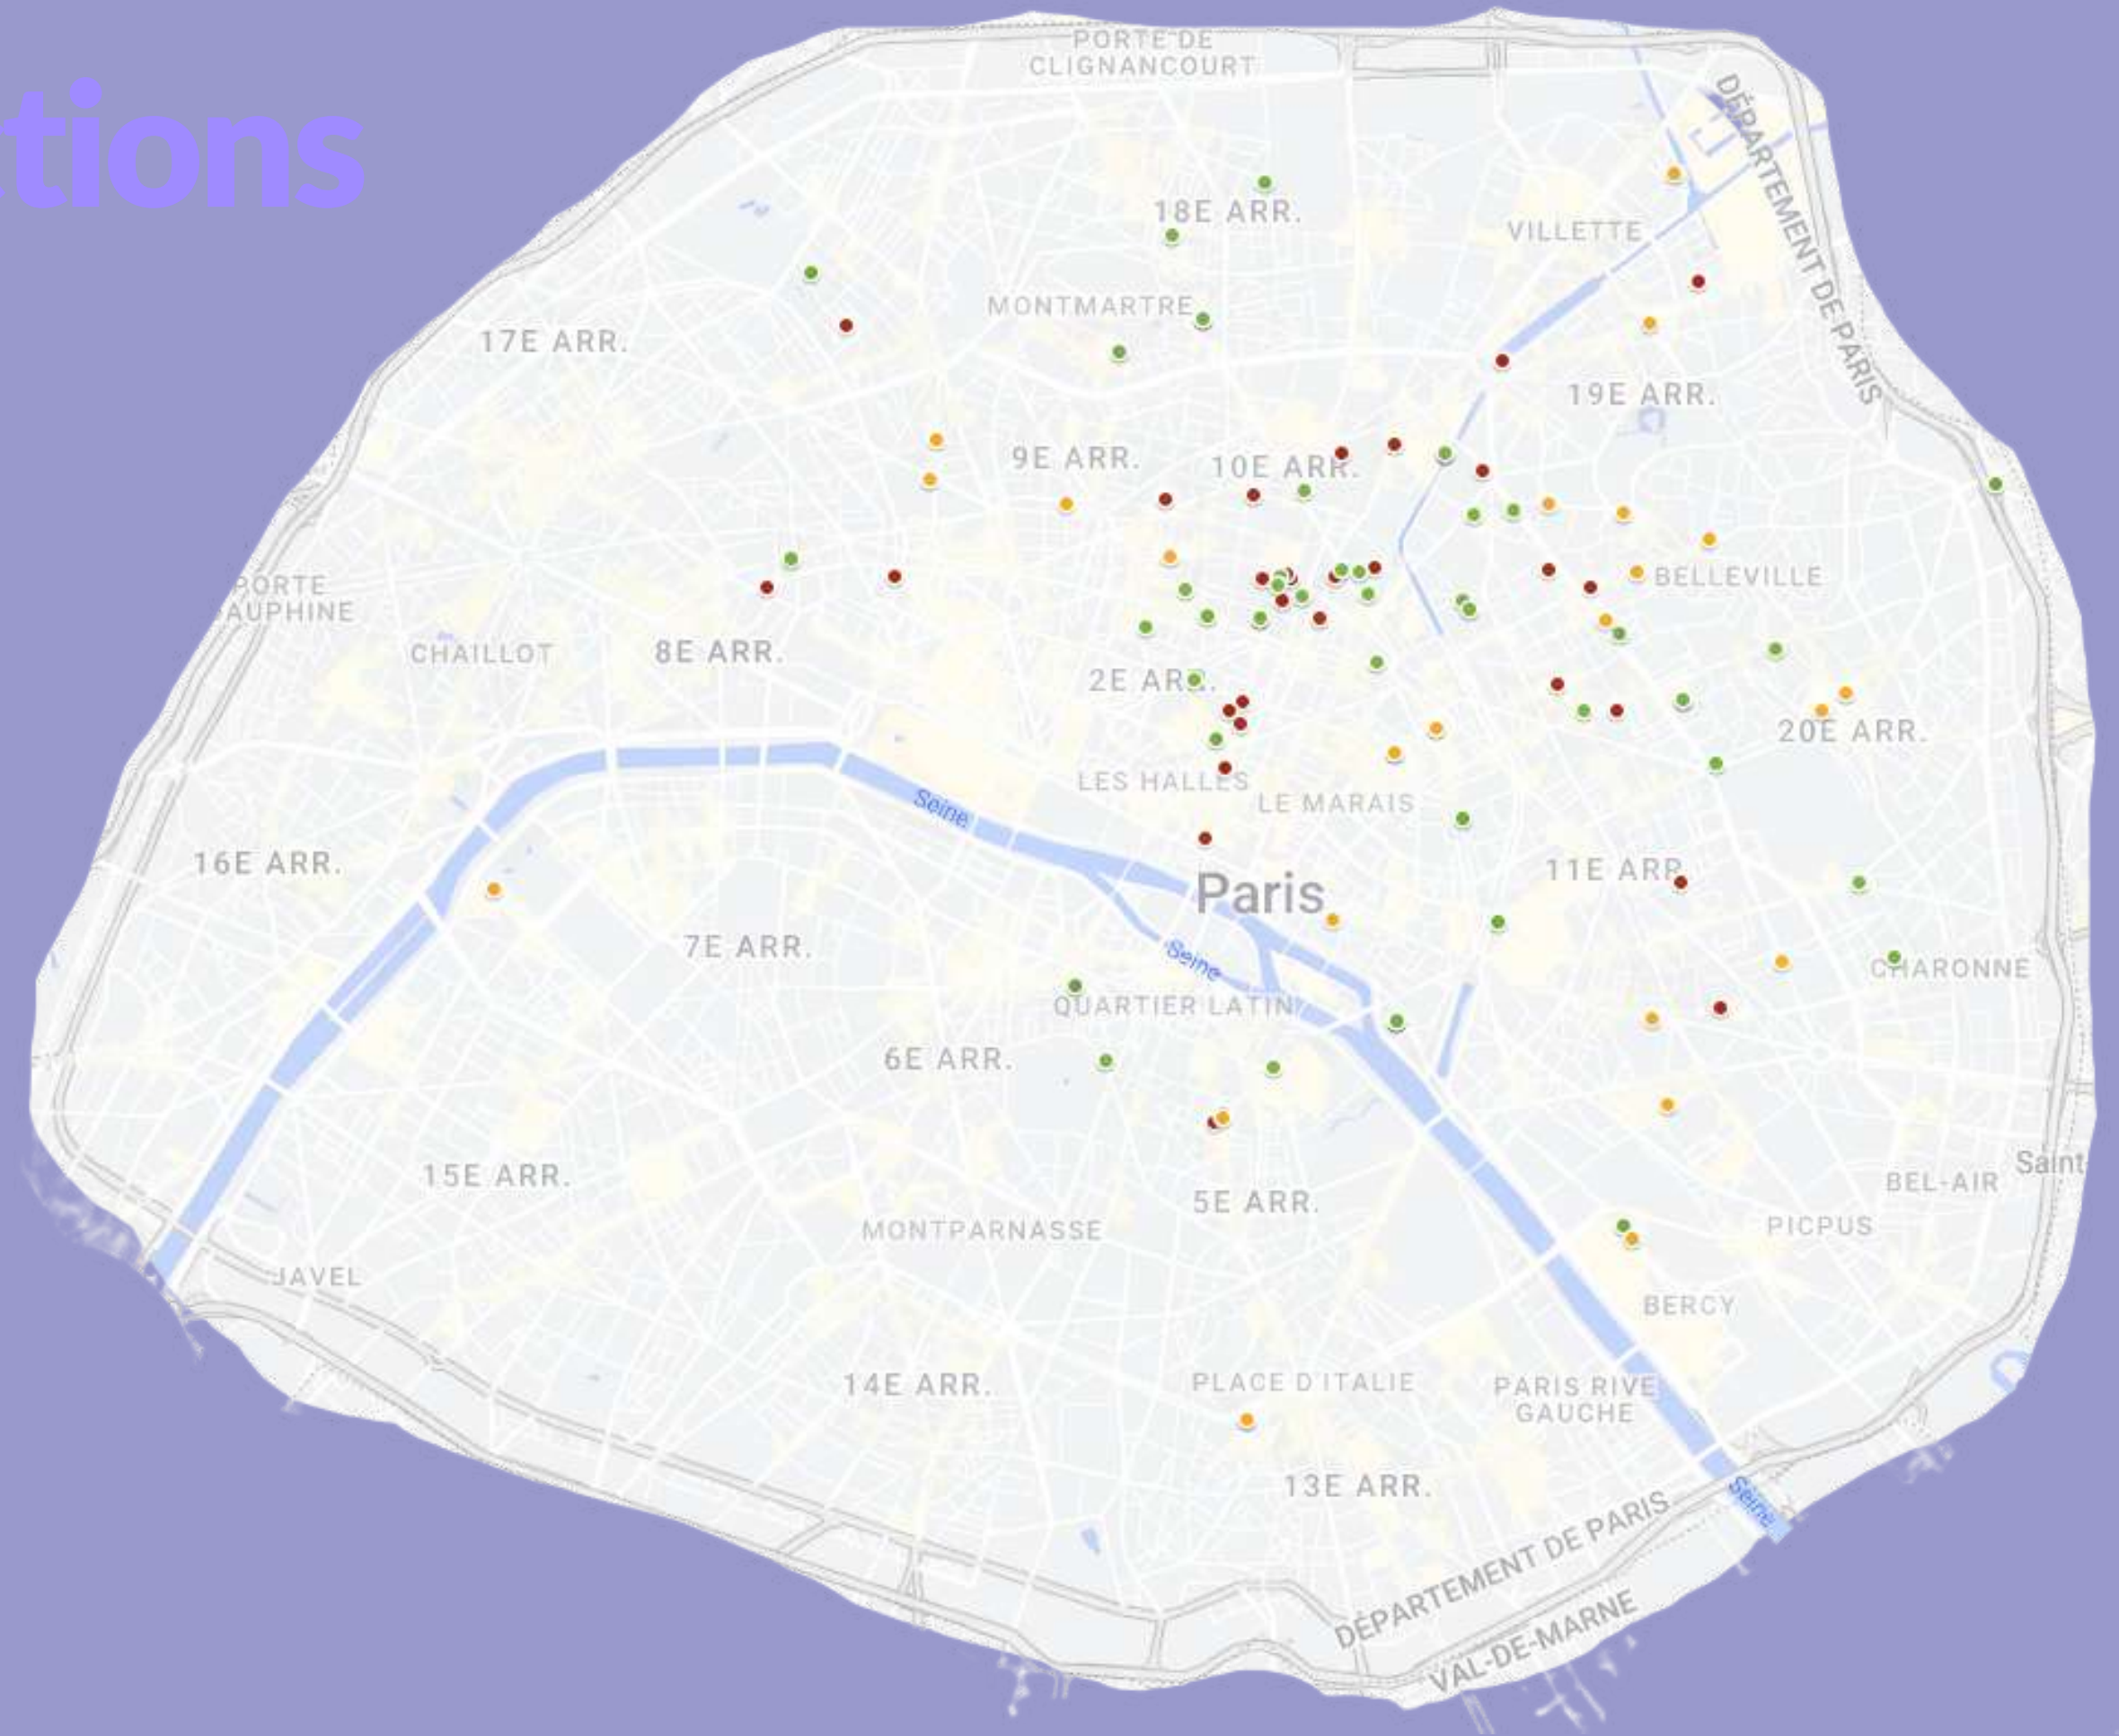 tions
PORTE DE
CLIGNANCOURT
DÉPARTEMENT DE PARIS
18E ARR.
VILLETTE
MONTMARTRE
17E ARR.
19E ARR.
9E ARR.
10E ARR.
PORTE
DAUPHINE
BELLEVILLE
CHAILLOT
8E ARR.
2E ARR.
20E ARR.
LES HALLES
LE MARAIS
Seine
16E ARR.
11E ARR.
Paris
7E ARR.
Seine
CHARONNE
QUARTIER LATIN
6E ARR.
Saint-
15E ARR.
BEL-AIR
5E ARR.
PICPUS
MONTPARNASSE
JAVEL
BERCY
14E ARR.
PLACE D'ITALIE
PARIS RIVE
GAUCHE
13E ARR.
Seine
DÉPARTEMENT DE PARIS
VAL-DE-MARNE